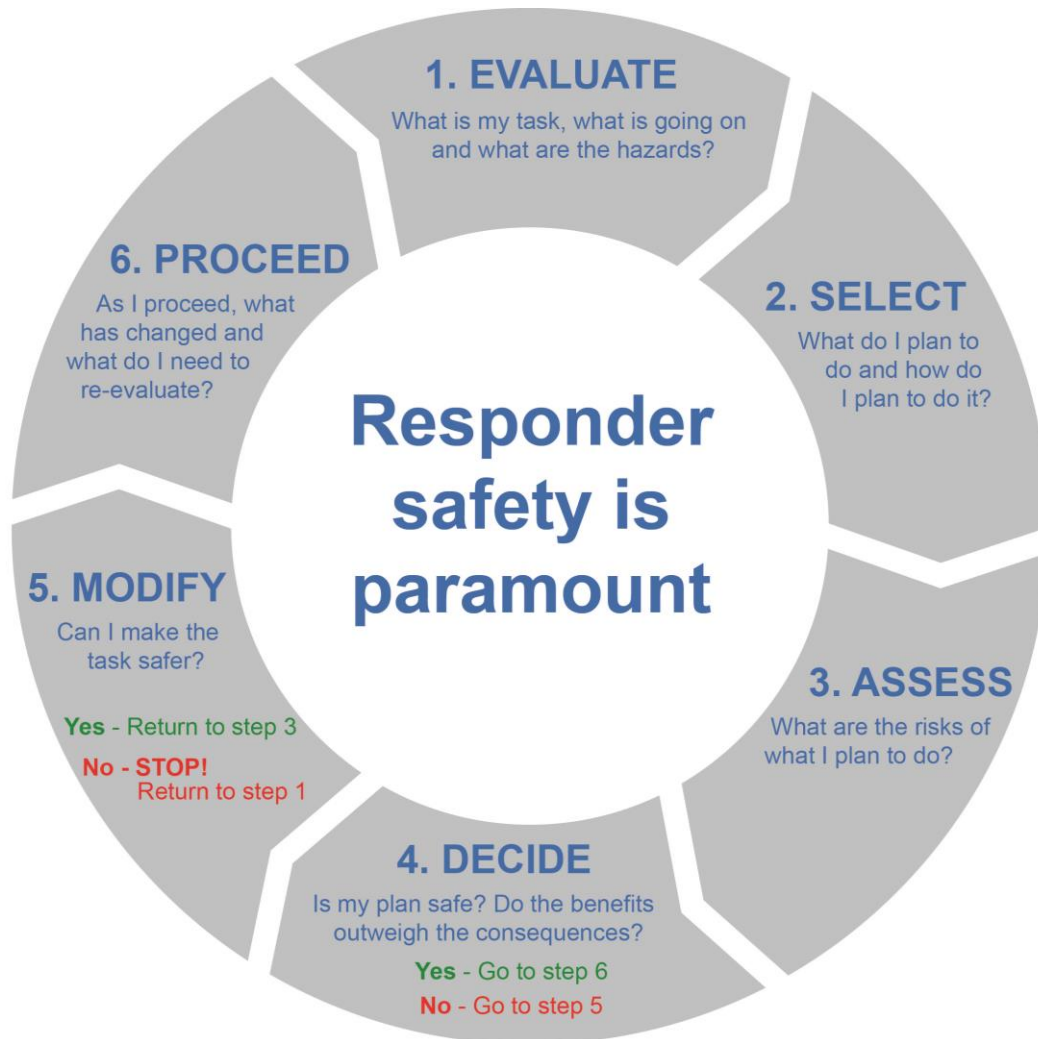 1. EVALUATE
What is my task, what is going on
and what are the hazards?
2. SELECT
What do I plan to
do and how do
I plan to do it?
3. ASSESS
What are the risks of
what I plan to do?
4. DECIDE
Is my plan safe? Do the benefits
outweigh the consequences?
Yes - Go to step 6
No - Go to step 5
5. MODIFY
Can I make the
task safer?
Yes - Return to step 3
No - STOP!
Return to step 1
6. PROCEED
As I proceed, what
has changed and
what do I need to
re-evaluate?
Responder
safety is
paramount